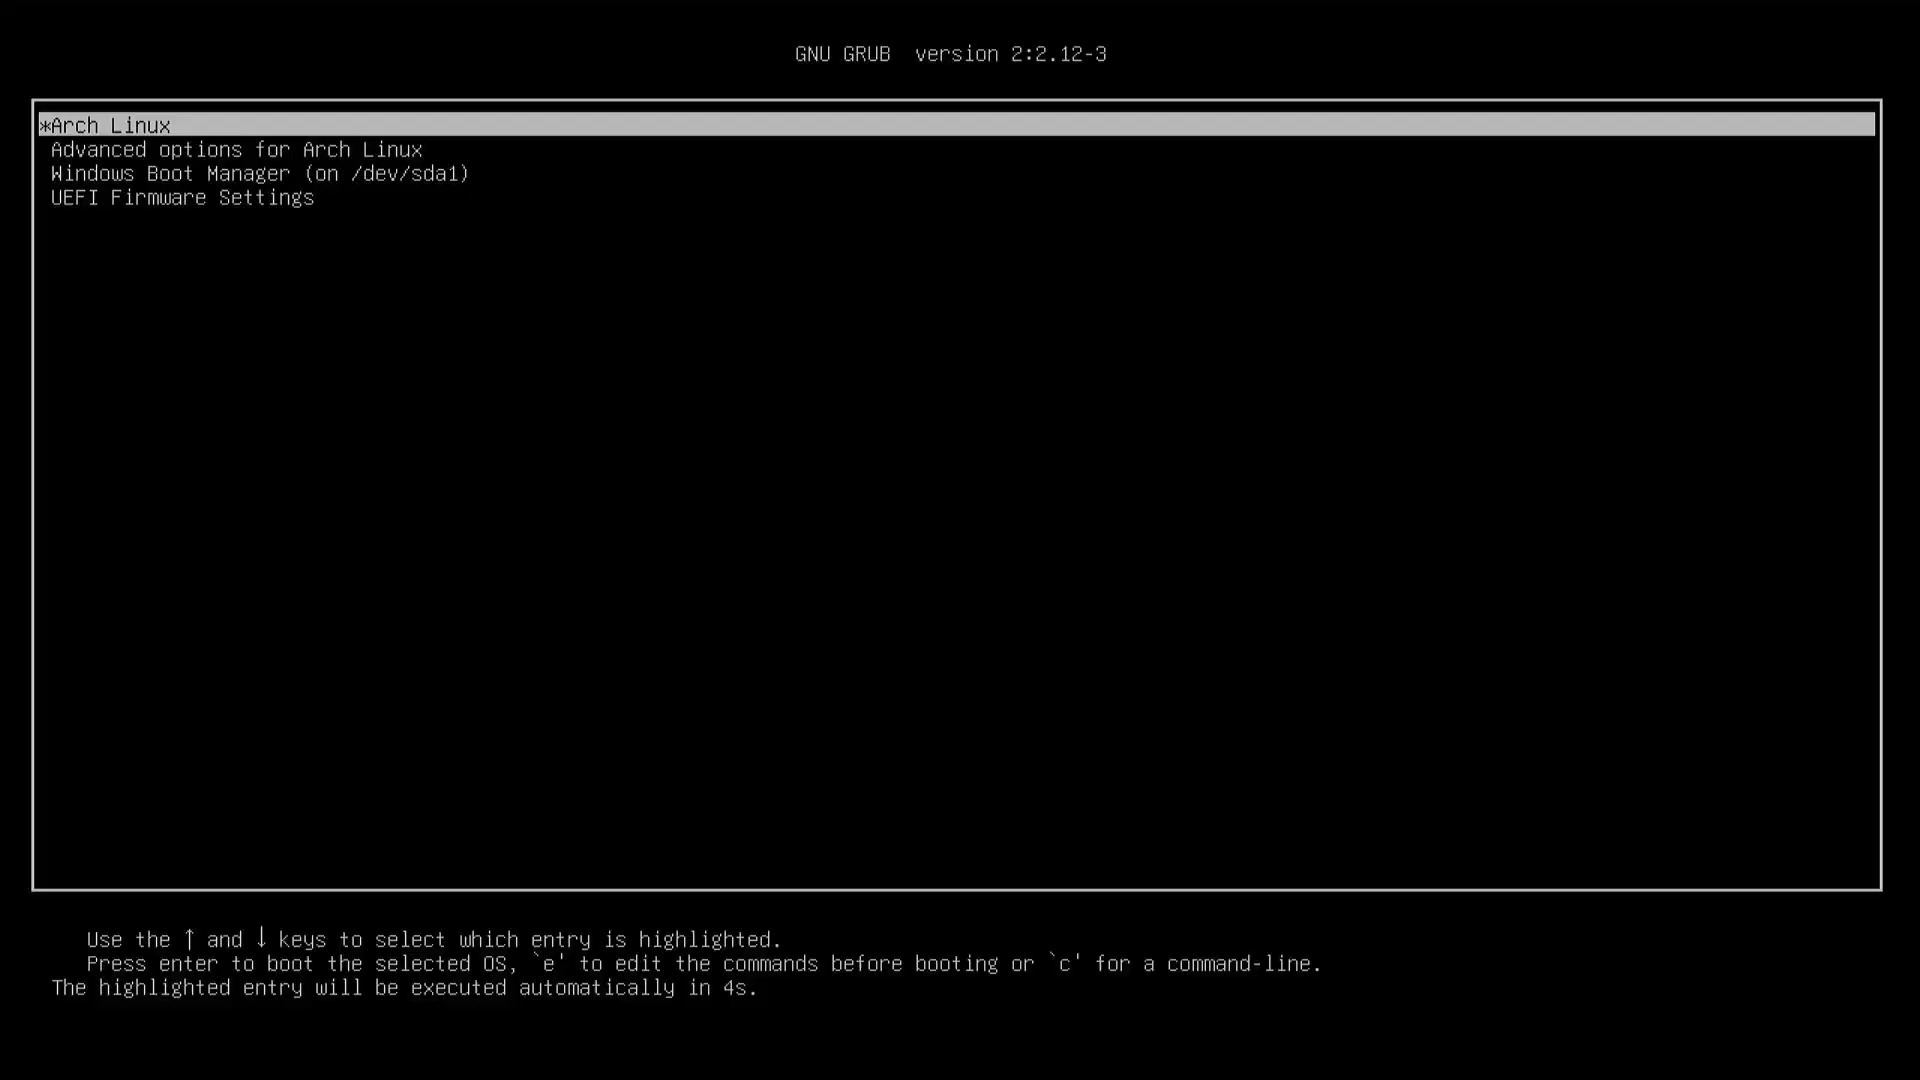 GNU GRUB  version 2:2.12-3
*Arch Linux
Advanced options for Arch Linux
Windows Boot Manager (on /dev/sda1)
UEFI Firmware Settings
Use the ↑ and ↓ keys to select which entry is highlighted.
Press enter to boot the selected OS, `e' to edit the commands before booting or `c' for a command-line.
The highlighted entry will be executed automatically in 4s.